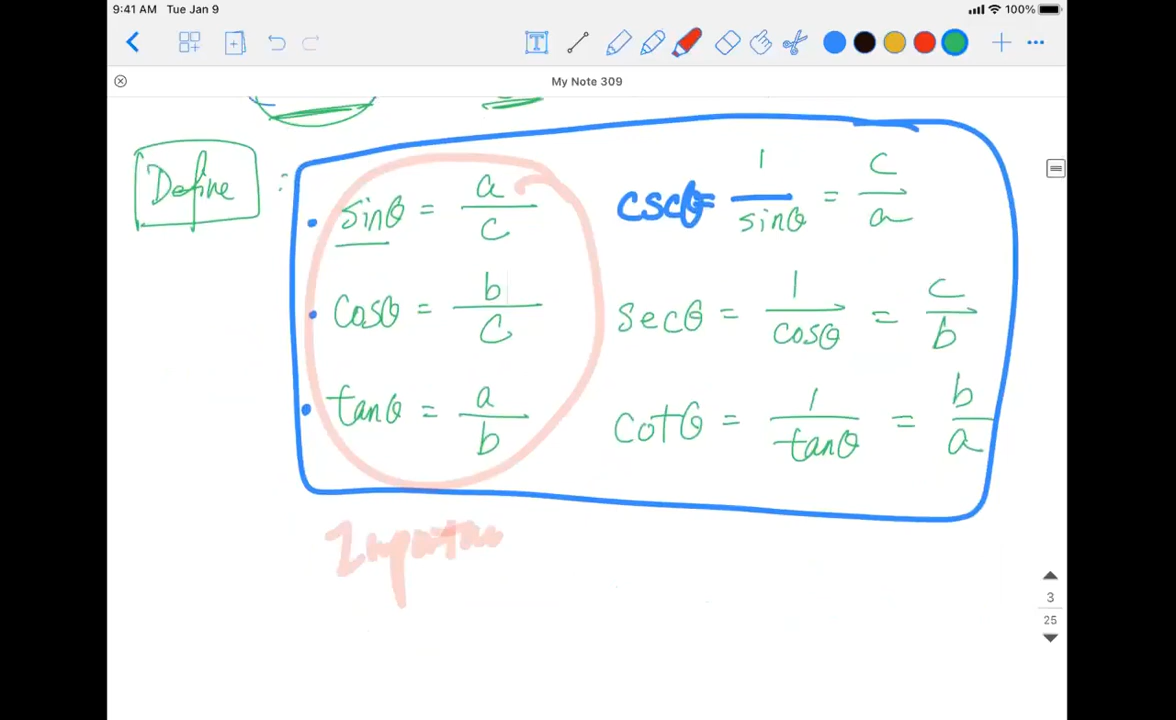 9:41 AM Tue Jan 9 100%
T
My Note 309
Define :
• sinθ = a/c cscθ = 1/sinθ = c/a
• cosθ = b/c secθ = 1/cosθ = c/b
• tanθ = a/b cotθ = 1/tanθ = b/a
3
25